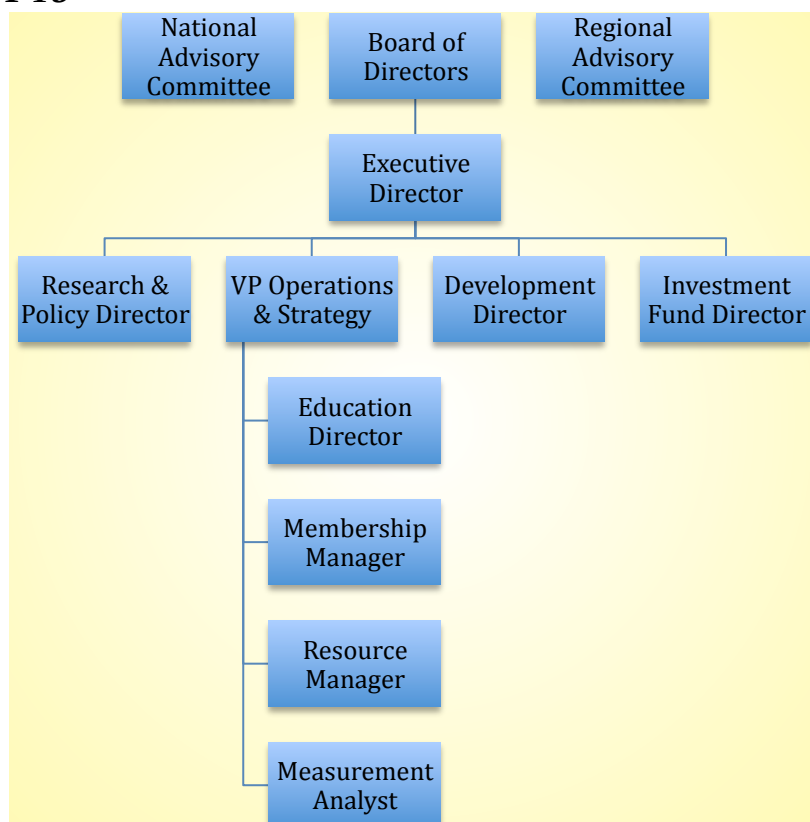 National
Advisory
Committee
Board of
Directors
Regional
Advisory
Committee
Executive
Director
Research &
Policy Director
VP Operations
& Strategy
Development
Director
Investment
Fund Director
Education
Director
Membership
Manager
Resource
Manager
Measurement
Analyst